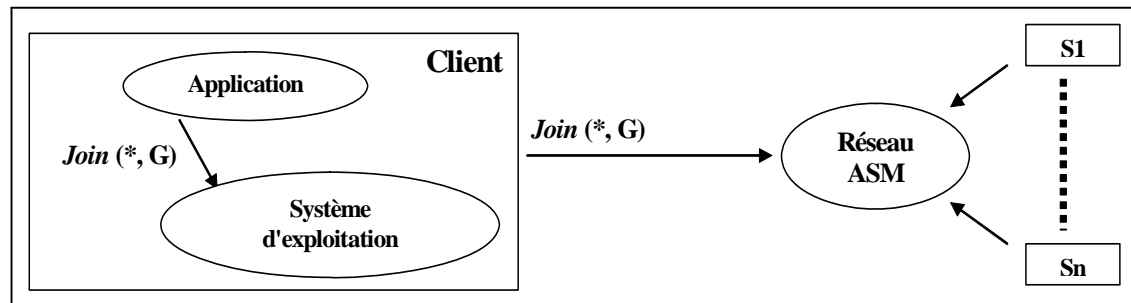 Client
Application
Join (*, G)
Système
d'exploitation
Join (*, G)
Réseau
ASM
S1
Sn